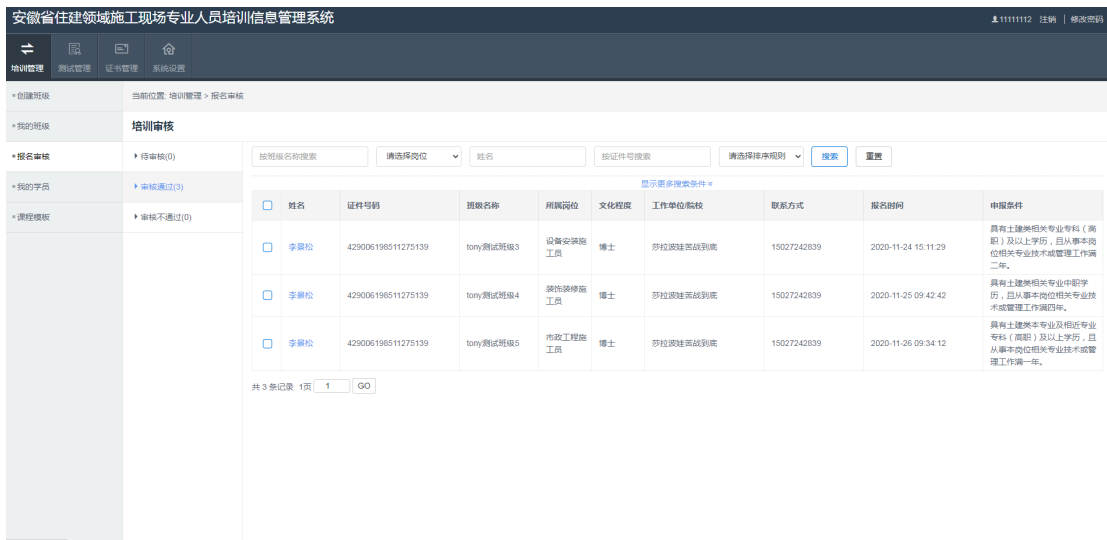 安徽省住建领域施工现场专业人员培训信息管理系统
11111112 注销 | 修改密码
培训管理 测试管理 证书管理 系统设置
创建班级
我的班级
报名审核
我的学员
课程模板
当前位置: 培训管理 > 报名审核
培训审核
待审核(0)
审核通过(3)
审核不通过(0)
按班级名称搜索 请选择岗位 姓名 按证件号搜索 请选择排序规则 搜索 重置
显示更多搜索条件
姓名 证件号码 班级名称 所属岗位 文化程度 工作单位/院校 联系方式 报名时间 申报条件
李景松 429006198511275139 tony测试班级3 设备安装施工员 博士 莎拉波娃苦战到底 15027242839 2020-11-24 15:11:29 具有土建类相关专业专科（高职）及以上学历，且从事本岗位相关专业技术或管理工作满二年。
李景松 429006198511275139 tony测试班级4 装饰装修施工员 博士 莎拉波娃苦战到底 15027242839 2020-11-25 09:42:42 具有土建类相关专业中职学历，且从事本岗位相关专业技术或管理工作满四年。
李景松 429006198511275139 tony测试班级5 市政工程施工员 博士 莎拉波娃苦战到底 15027242839 2020-11-26 09:34:12 具有土建类本专业及相近专业专科（高职）及以上学历，且从事本岗位相关专业技术或管理工作满一年。
共 3 条记录 1页 1 GO